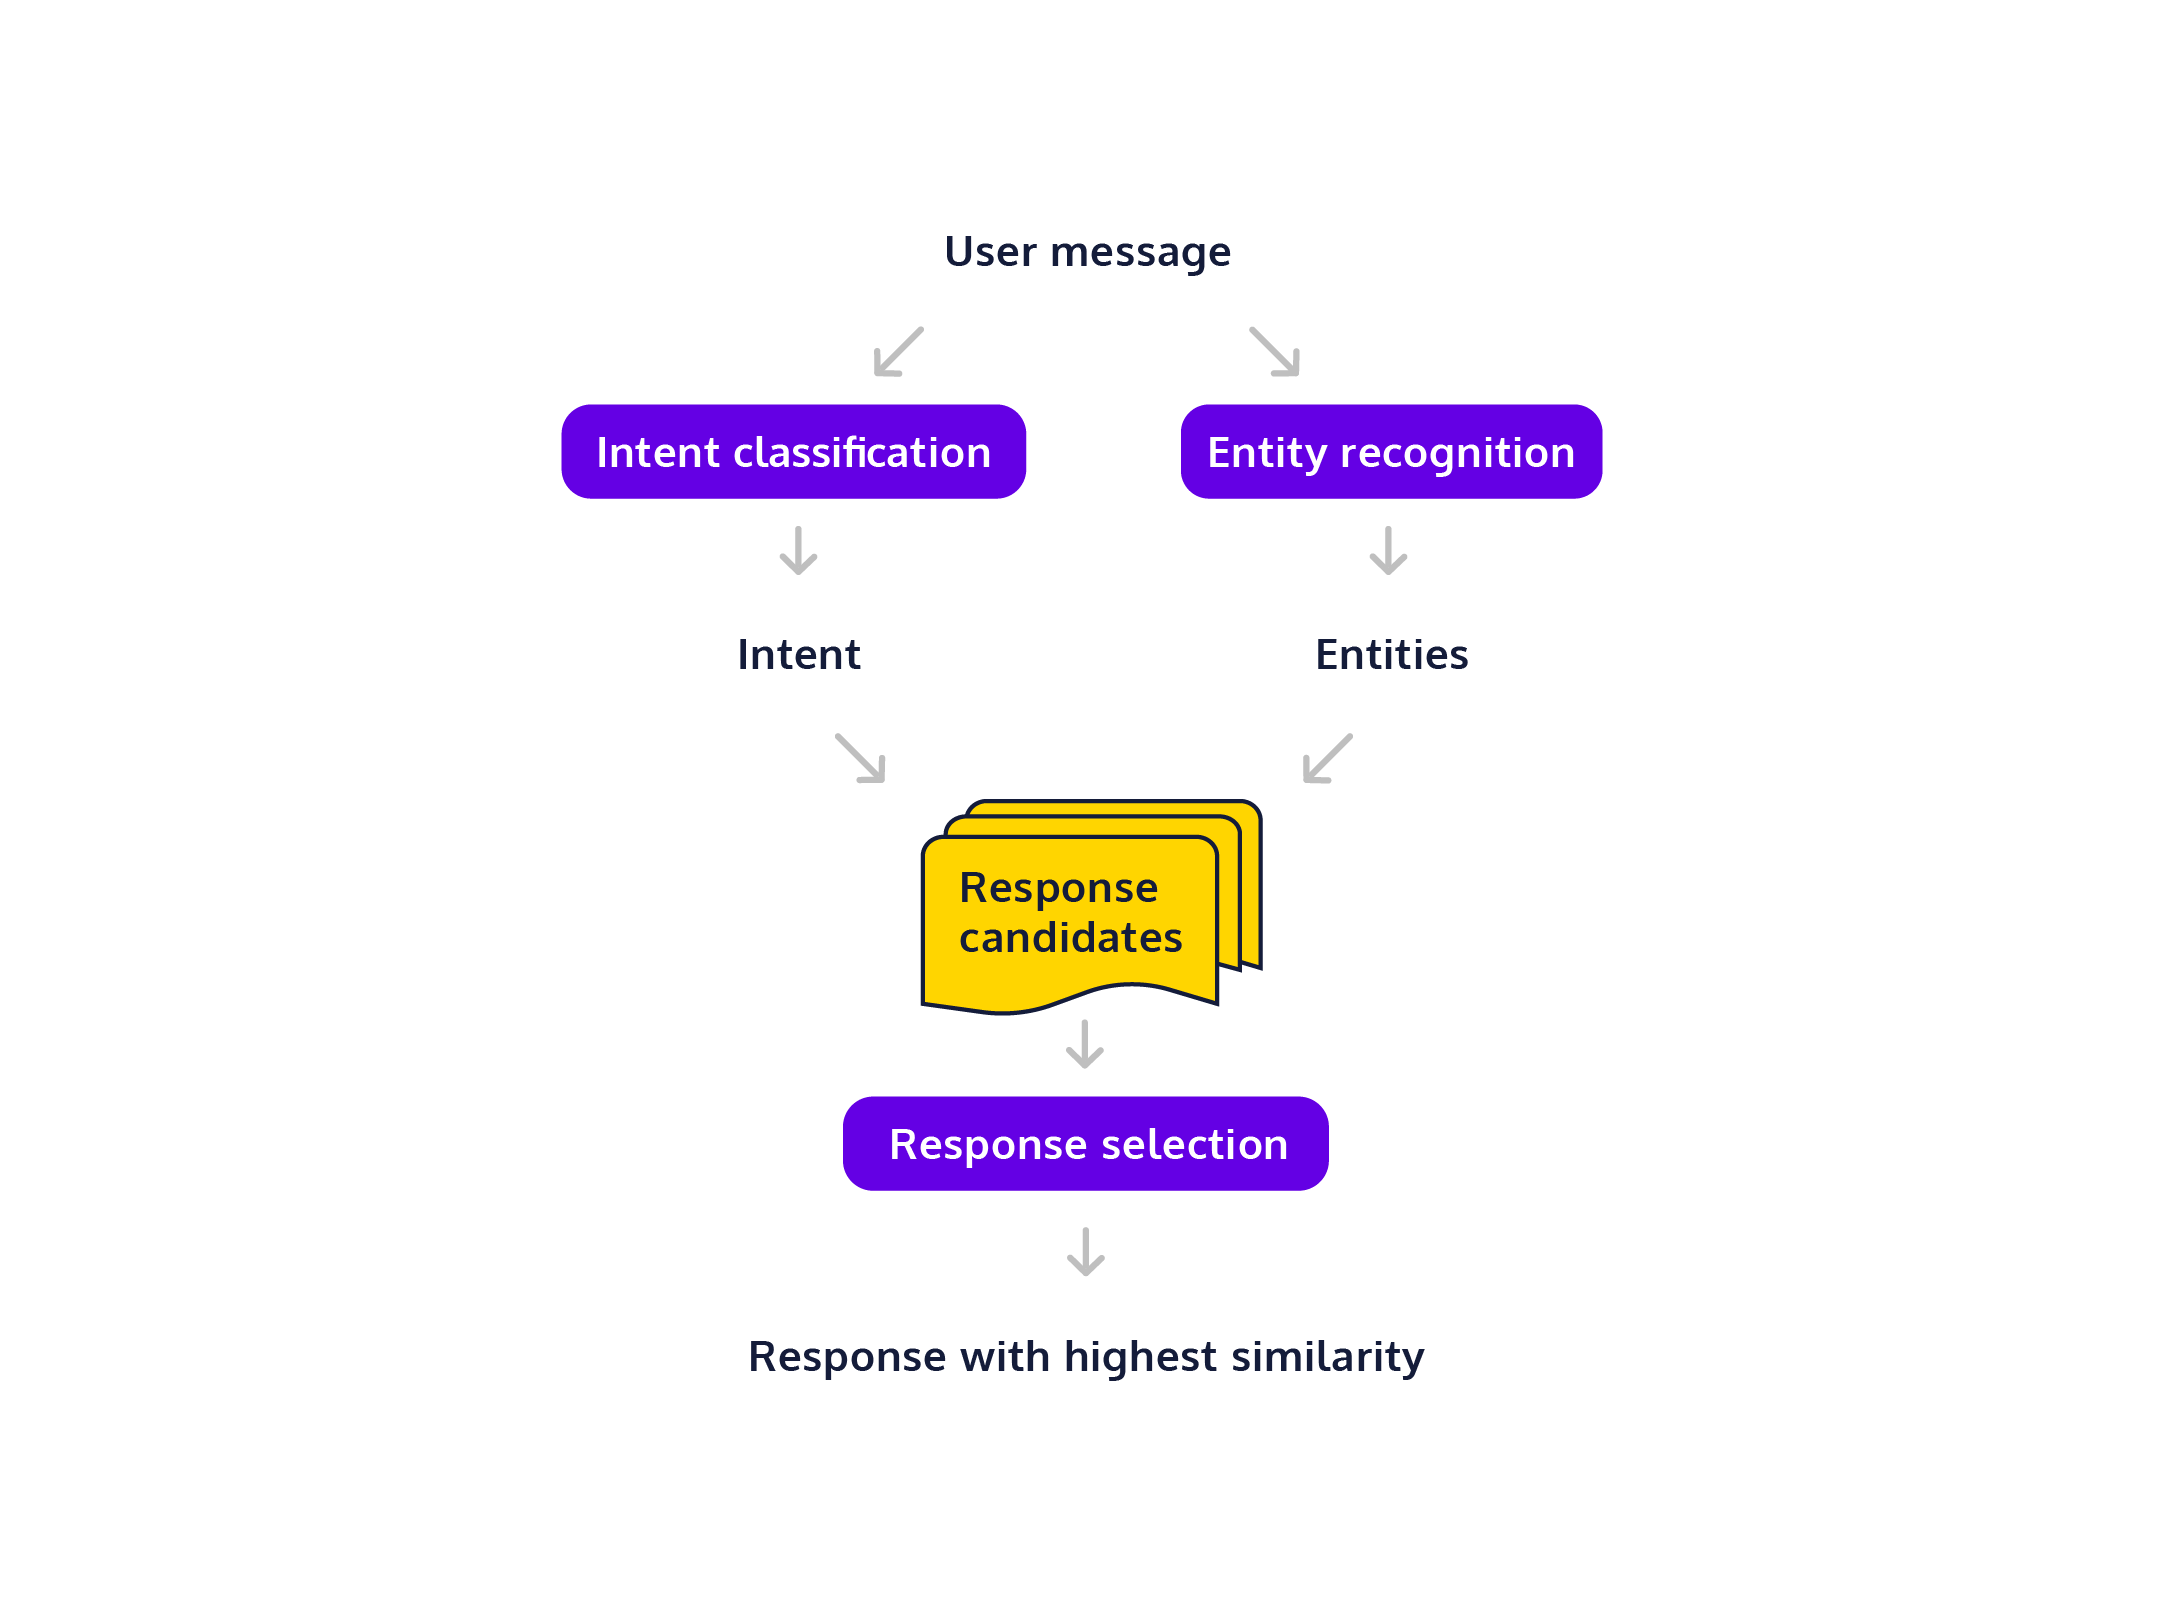 User message
Intent classification
Entity recognition
Intent
Entities
Response
candidates
Response selection
Response with highest similarity